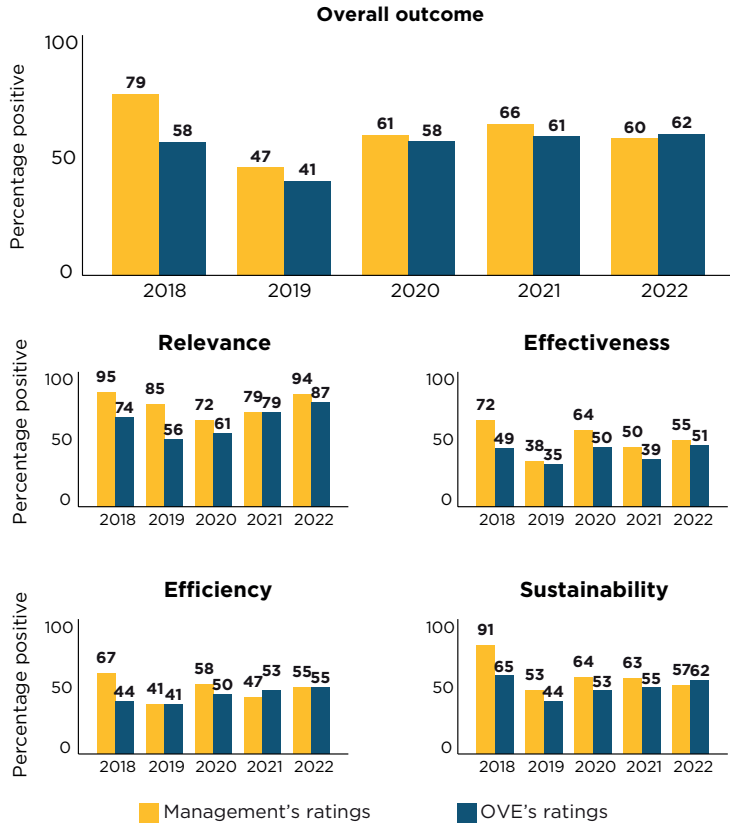 Overall outcome
Percentage positive
100
50
0
79 58 47 41 61 58 66 61 60 62
2018 2019 2020 2021 2022
Relevance
Percentage positive
100
50
0
95 74 85 56 72 61 79 79 94 87
2018 2019 2020 2021 2022
Effectiveness
100
50
0
72 49 38 35 64 50 50 39 55 51
2018 2019 2020 2021 2022
Efficiency
Percentage positive
100
50
0
67 44 41 41 58 50 47 53 55 55
2018 2019 2020 2021 2022
Sustainability
100
50
0
91 65 53 44 64 53 63 55 57 62
2018 2019 2020 2021 2022
Management's ratings OVE's ratings